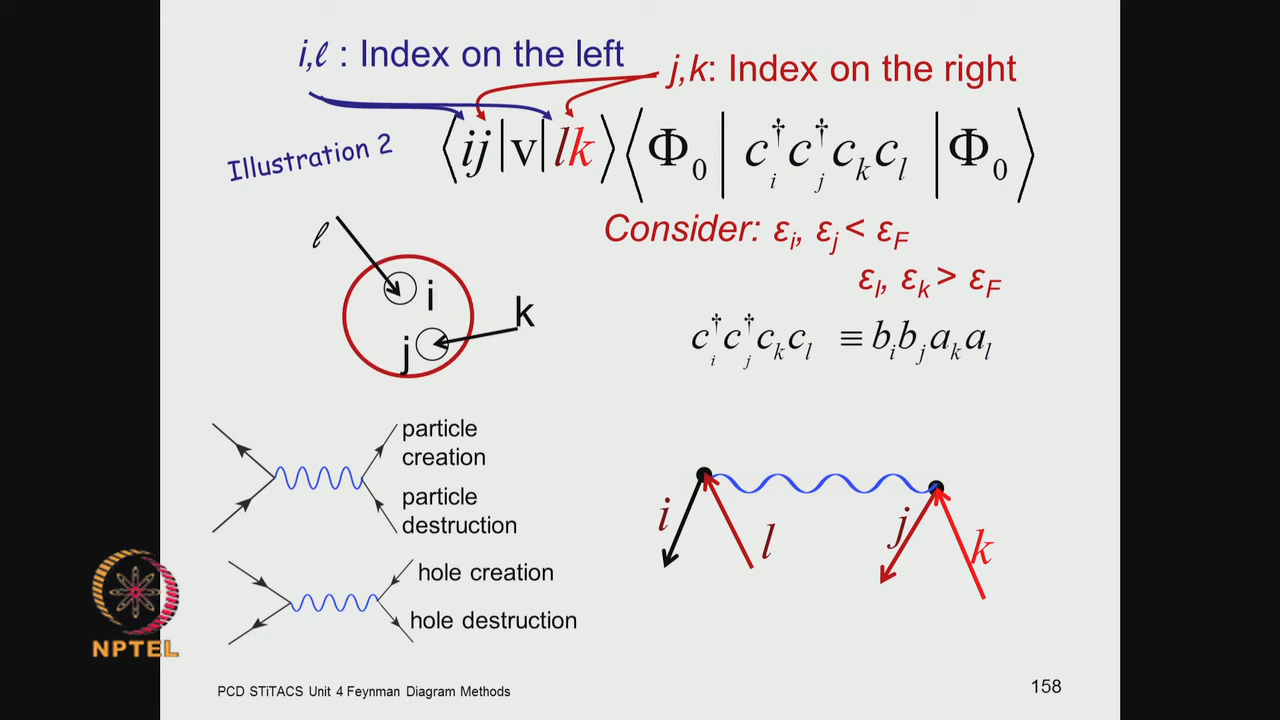 i,ℓ : Index on the left
j,k: Index on the right
Illustration 2
⟨ij|v|lk⟩⟨Φ₀| c†ᵢ c†ⱼ cₖ cₗ |Φ₀⟩
Consider: εᵢ, εⱼ < ε_F
εₗ, εₖ > ε_F
ℓ
i
k
j
c†ᵢ c†ⱼ cₖ cₗ ≡ bᵢ bⱼ aₖ aₗ
particle
creation
particle
destruction
hole creation
hole destruction
i
l
j
k
NPTEL
PCD STiTACS Unit 4 Feynman Diagram Methods
158